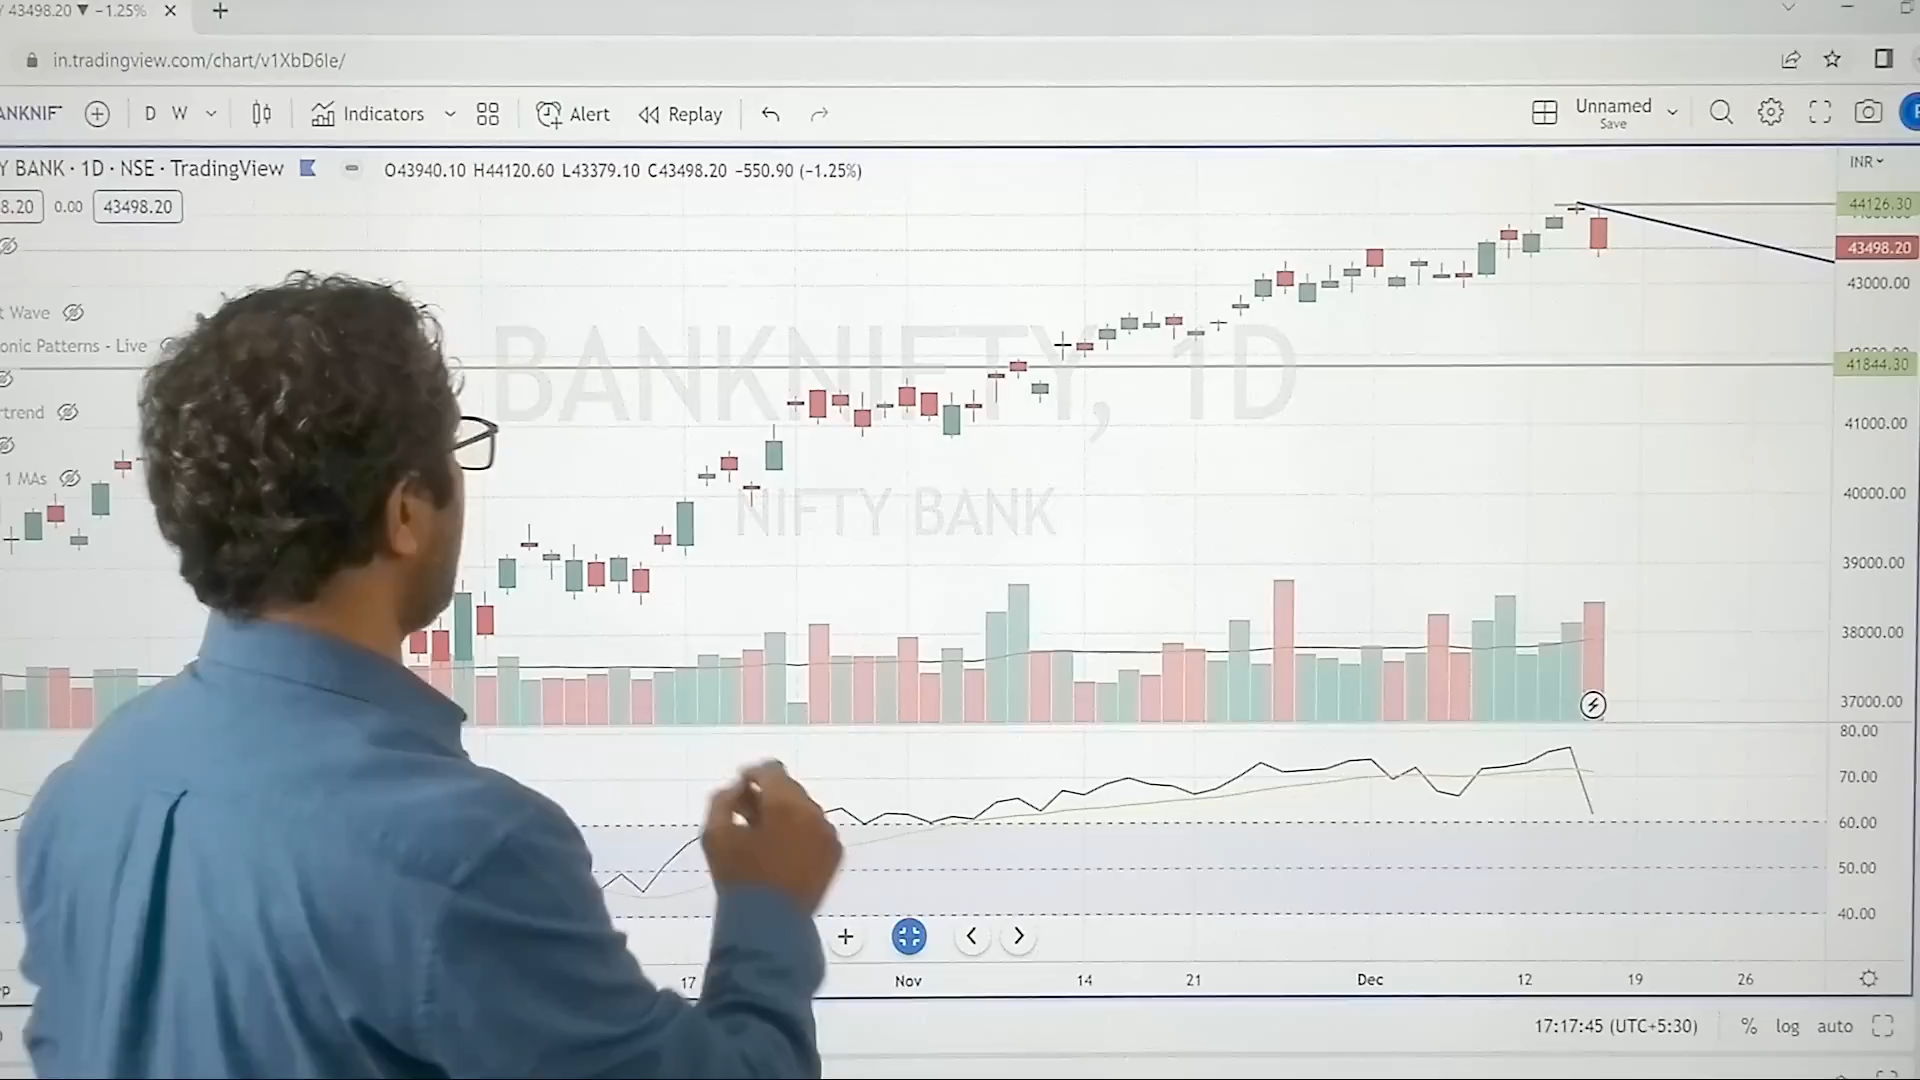 43498.20 ▼ −1.25%
in.tradingview.com/chart/v1XbD6Ie/
ANKNIF
D W
Indicators
Alert
Replay
Unnamed
Save
Y BANK · 1D · NSE · TradingView
O43940.10 H44120.60 L43379.10 C43498.20 −550.90 (−1.25%)
INR
8.20 0.00 43498.20
44126.30
43498.20
43000.00
t Wave
onic Patterns - Live
41844.30
BANKNIFTY, 1D
rtrend
41000.00
1 MAs
40000.00
NIFTY BANK
39000.00
38000.00
37000.00
80.00
70.00
60.00
50.00
40.00
17 Nov 14 21 Dec 12 19 26
17:17:45 (UTC+5:30)
% log auto